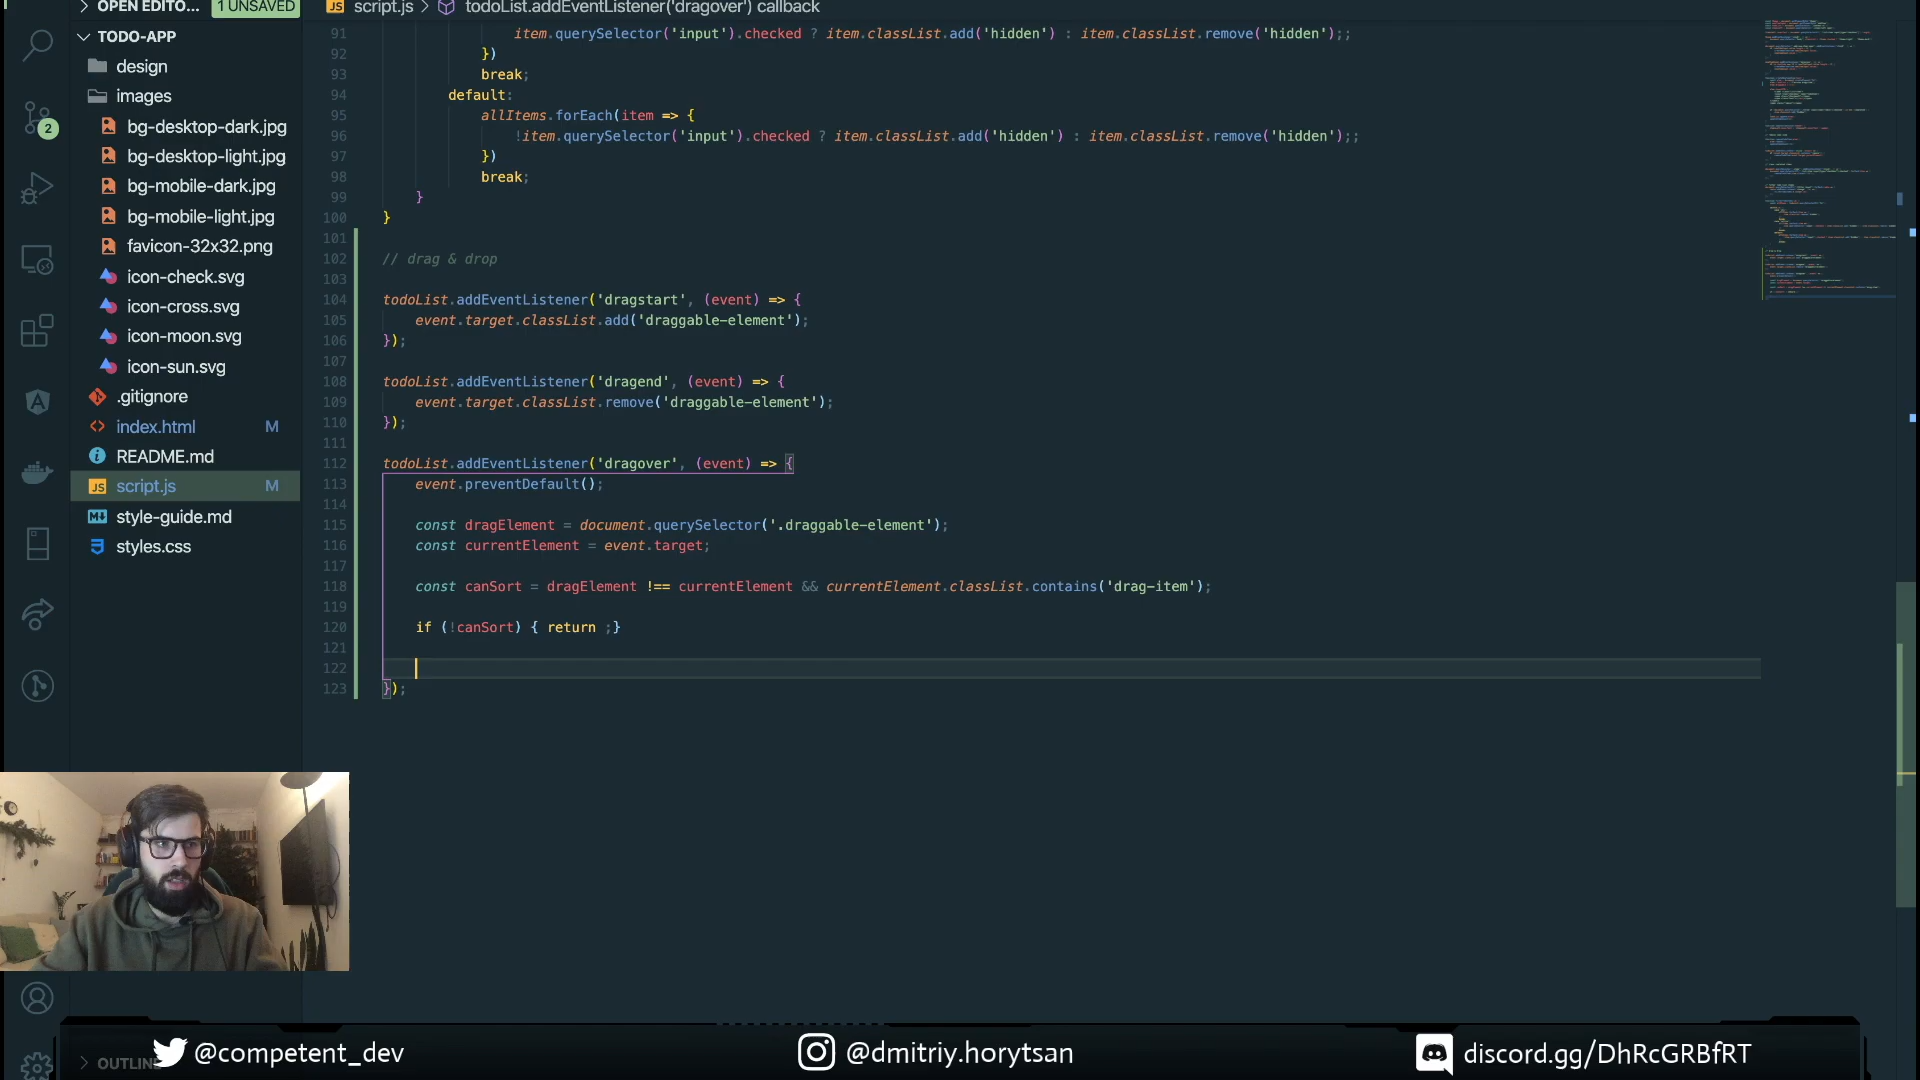 OPEN EDITO... 1 UNSAVED
JS script.js > todoList.addEventListener('dragover') callback
TODO-APP
design
images
bg-desktop-dark.jpg
bg-desktop-light.jpg
bg-mobile-dark.jpg
bg-mobile-light.jpg
favicon-32x32.png
icon-check.svg
icon-cross.svg
icon-moon.svg
icon-sun.svg
.gitignore
index.html M
README.md
JS script.js M
style-guide.md
styles.css
2
91 item.querySelector('input').checked ? item.classList.add('hidden') : item.classList.remove('hidden');;
92 })
93 break;
94 default:
95 allItems.forEach(item => {
96 !item.querySelector('input').checked ? item.classList.add('hidden') : item.classList.remove('hidden');;
97 })
98 break;
99 }
100 }
101
102 // drag & drop
103
104 todoList.addEventListener('dragstart', (event) => {
105 event.target.classList.add('draggable-element');
106 });
107
108 todoList.addEventListener('dragend', (event) => {
109 event.target.classList.remove('draggable-element');
110 });
111
112 todoList.addEventListener('dragover', (event) => {
113 event.preventDefault();
114
115 const dragElement = document.querySelector('.draggable-element');
116 const currentElement = event.target;
117
118 const canSort = dragElement !== currentElement && currentElement.classList.contains('drag-item');
119
120 if (!canSort) { return ;}
121
122
123 });
OUTLINE
@competent_dev
@dmitriy.horytsan
discord.gg/DhRcGRBfRT